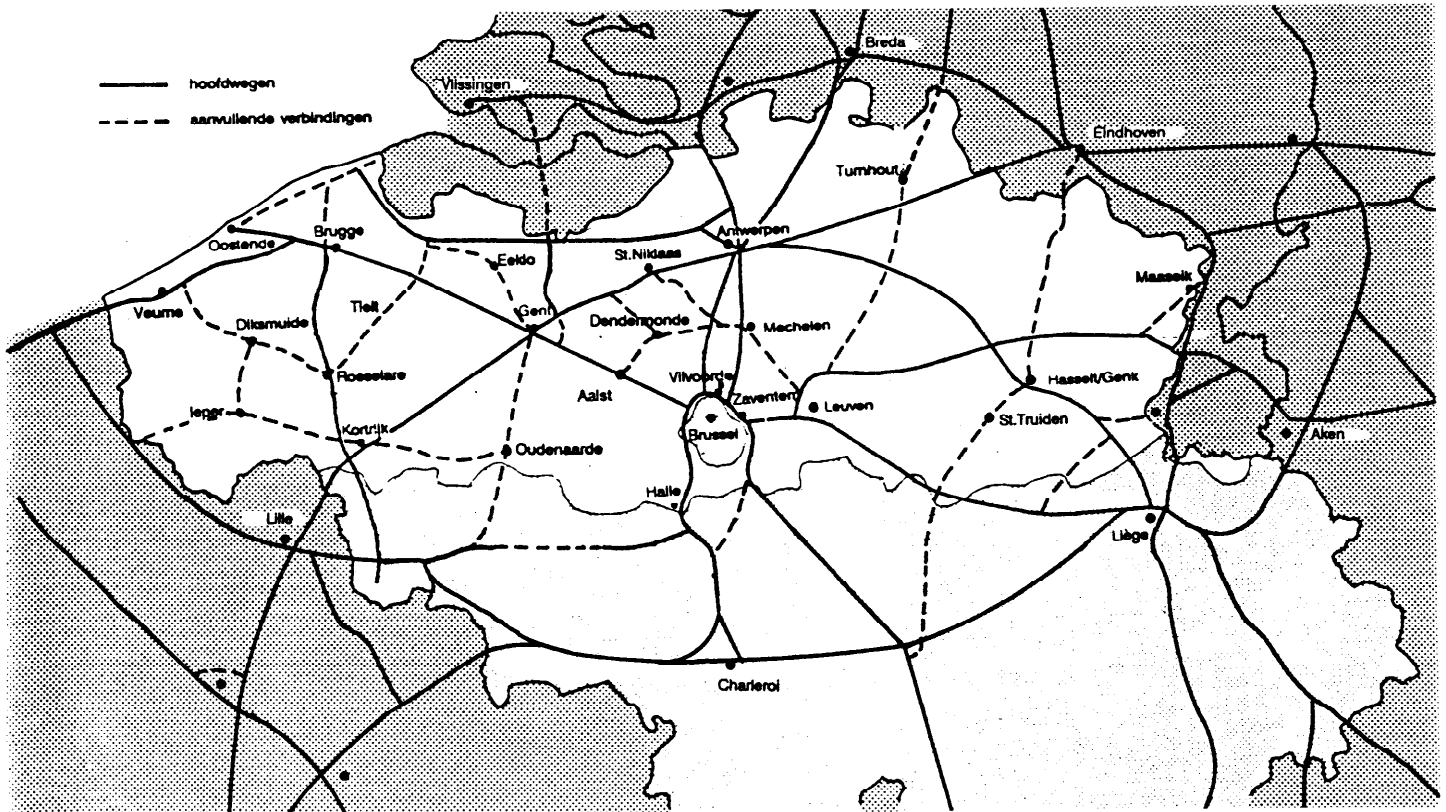 Breda
hoofdwegen
Vlissingen
aanvullende verbindingen
Eindhoven
Turnhout
Oostende
Brugge
Antwerpen
St.Niklaas
Eeklo
Maaseik
Veurne
Tielt
Gent
Diksmuide
Dendermonde
Mechelen
Roeselare
Vilvoorde
Hasselt/Genk
Aalst
Zaventem
Leuven
Ieper
St.Truiden
Kortrijk
Brussel
Aken
Oudenaarde
Halle
Lille
Liège
Charleroi